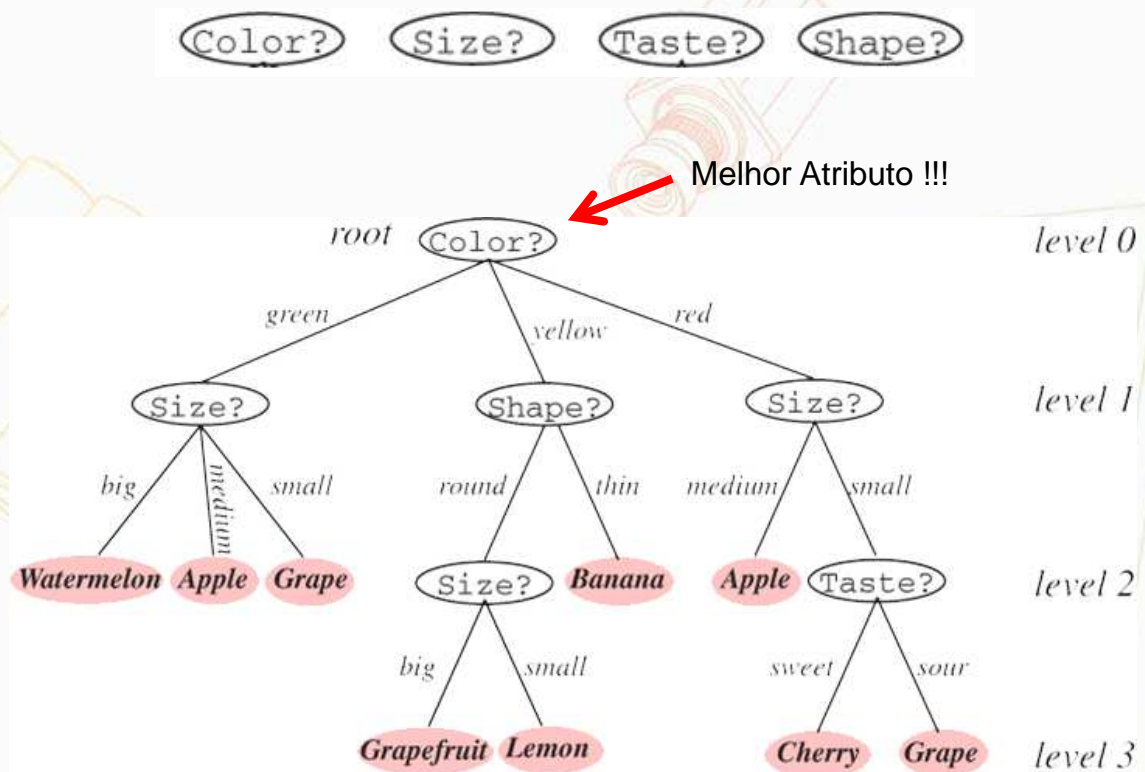 Color? Size? Taste? Shape?
Melhor Atributo !!!
root Color? level 0
green yellow red
Size? Shape? Size? level 1
big medium small round thin medium small
Watermelon Apple Grape Size? Banana Apple Taste? level 2
big small sweet sour
Grapefruit Lemon Cherry Grape level 3